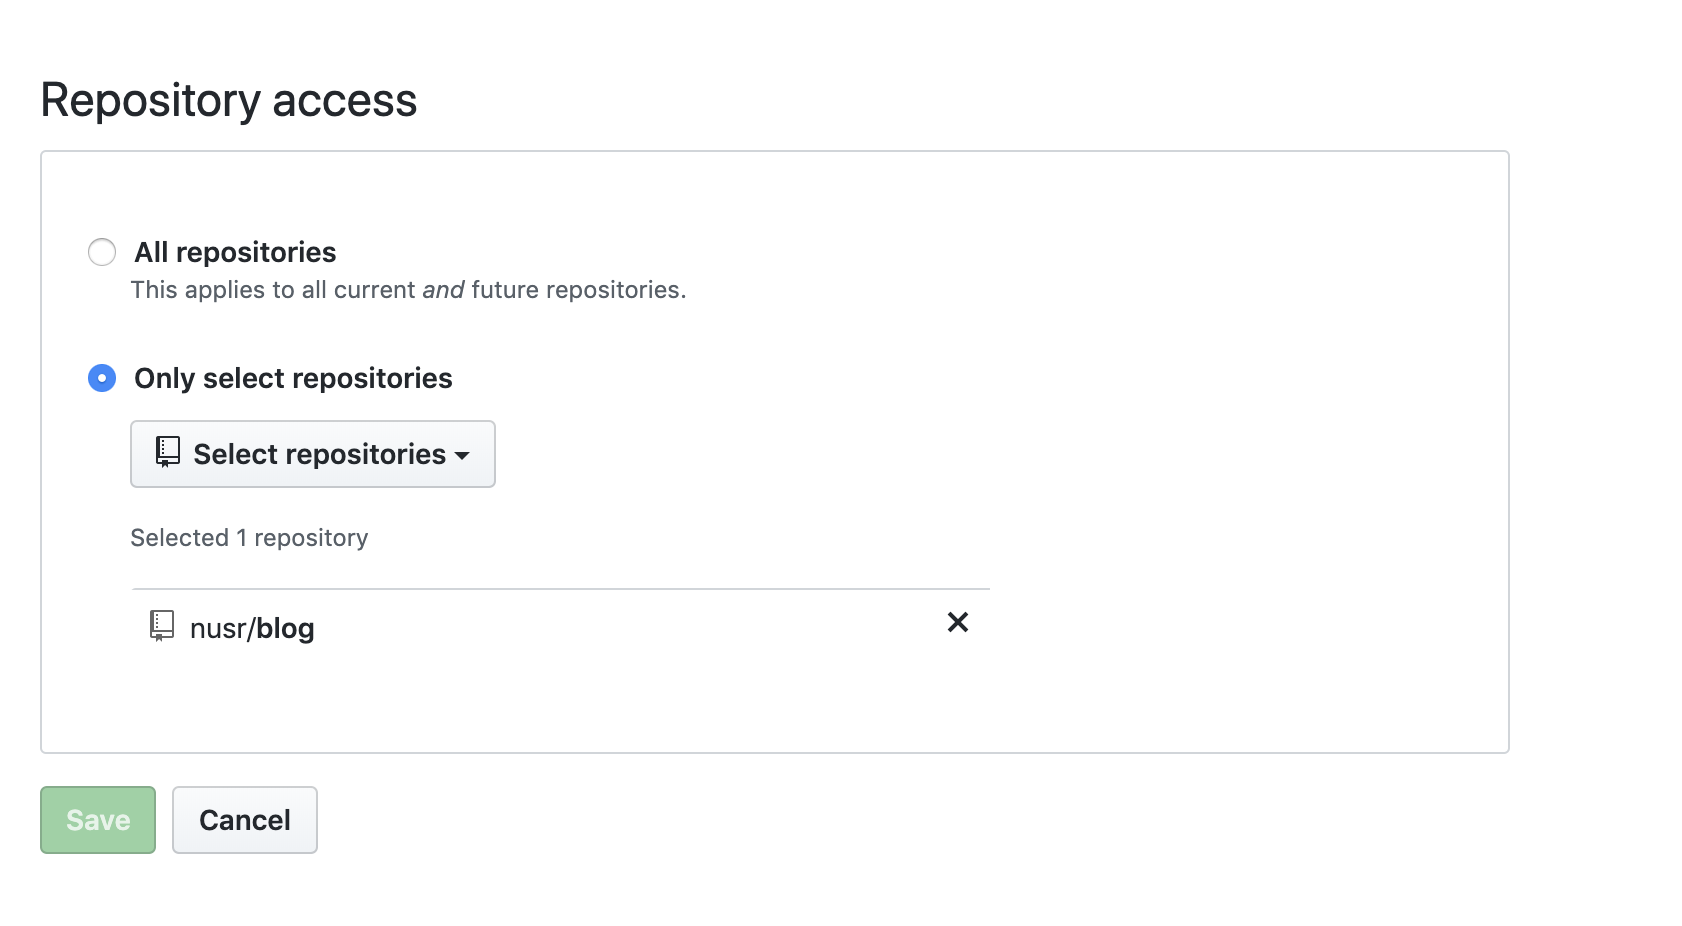 Repository access
All repositories
This applies to all current and future repositories.
Only select repositories
Select repositories
Selected 1 repository
nusr/blog
Save
Cancel